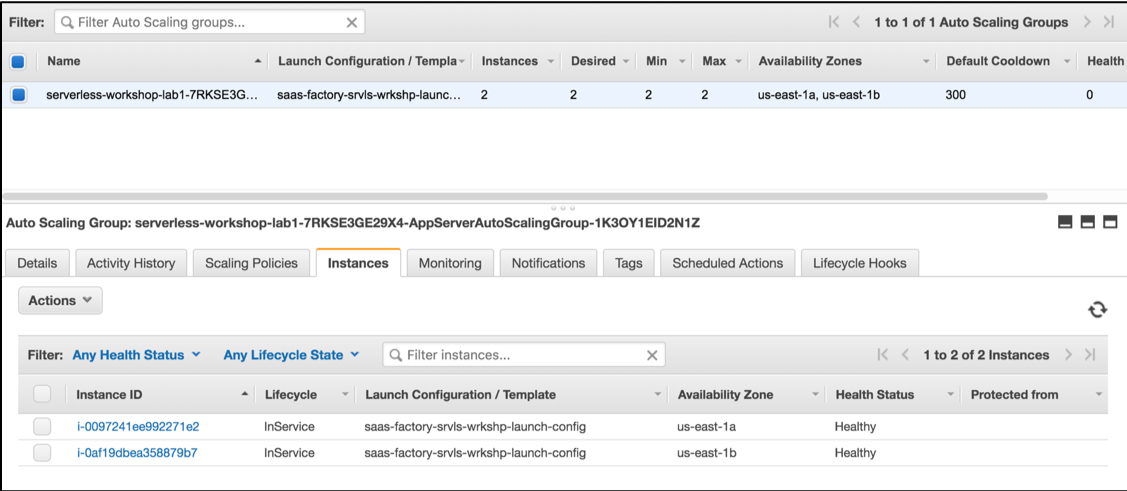 Filter: Filter Auto Scaling groups... 1 to 1 of 1 Auto Scaling Groups
Name Launch Configuration / Templa Instances Desired Min Max Availability Zones Default Cooldown Health
serverless-workshop-lab1-7RKSE3G... saas-factory-srvls-wrkshp-launc... 2 2 2 2 us-east-1a, us-east-1b 300 0
Auto Scaling Group: serverless-workshop-lab1-7RKSE3GE29X4-AppServerAutoScalingGroup-1K3OY1EID2N1Z
Details Activity History Scaling Policies Instances Monitoring Notifications Tags Scheduled Actions Lifecycle Hooks
Actions
Filter: Any Health Status Any Lifecycle State Filter instances... 1 to 2 of 2 Instances
Instance ID Lifecycle Launch Configuration / Template Availability Zone Health Status Protected from
i-0097241ee992271e2 InService saas-factory-srvls-wrkshp-launch-config us-east-1a Healthy
i-0af19dbea358879b7 InService saas-factory-srvls-wrkshp-launch-config us-east-1b Healthy